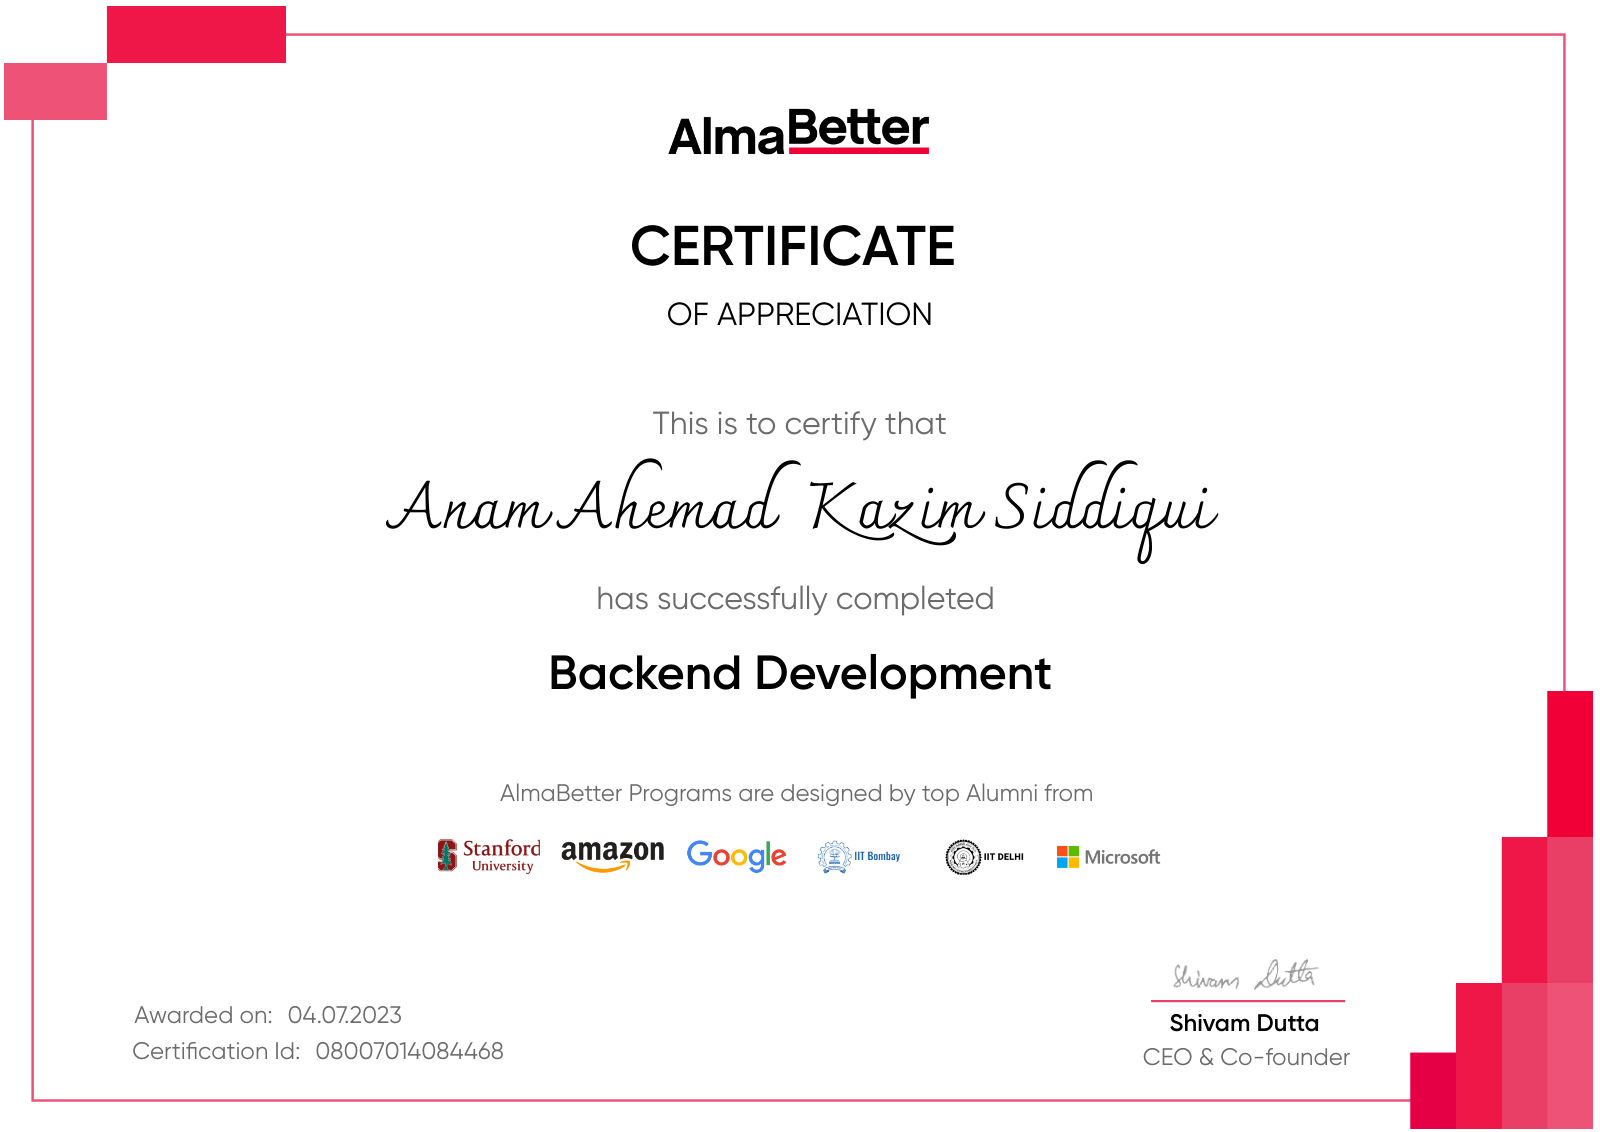 AlmaBetter
CERTIFICATE
OF APPRECIATION
This is to certify that
Anam Ahemad Kazim Siddiqui
has successfully completed
Backend Development
AlmaBetter Programs are designed by top Alumni from
Stanford University
amazon
Google
IIT Bombay
IIT DELHI
Microsoft
Awarded on: 04.07.2023
Certification Id: 08007014084468
Shivam Dutta
Shivam Dutta
CEO & Co-founder